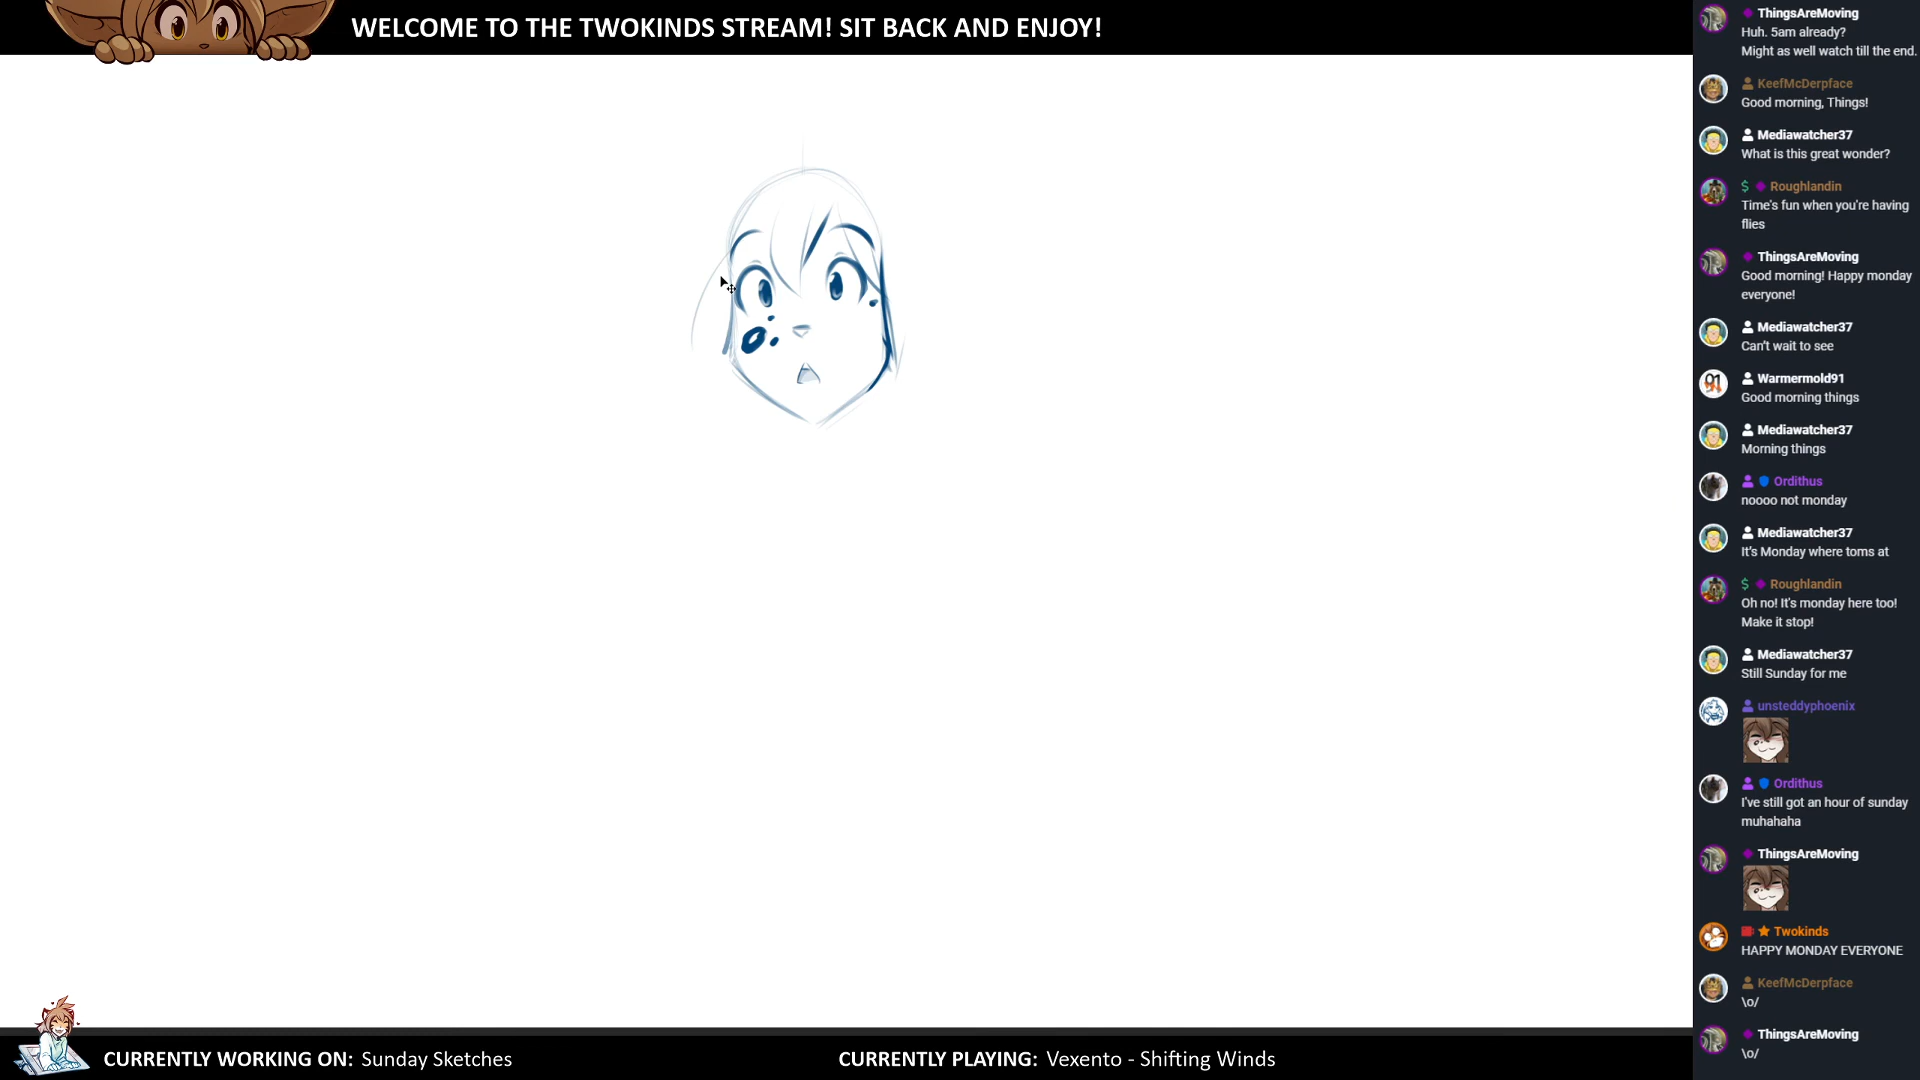 WELCOME TO THE TWOKINDS STREAM! SIT BACK AND ENJOY!
ThingsAreMoving
Huh. 5am already?
Might as well watch till the end.
KeefMcDerpface
Good morning, Things!
Mediawatcher37
What is this great wonder?
$ Roughlandin
Time's fun when you're having
flies
ThingsAreMoving
Good morning! Happy monday
everyone!
Mediawatcher37
Can't wait to see
01
91
Warmermold91
Good morning things
Mediawatcher37
Morning things
Ordithus
noooo not monday
Mediawatcher37
It's Monday where toms at
$ Roughlandin
Oh no! It's monday here too!
Make it stop!
Mediawatcher37
Still Sunday for me
unsteddyphoenix
Ordithus
I've still got an hour of sunday
muhahaha
ThingsAreMoving
Twokinds
HAPPY MONDAY EVERYONE
KeefMcDerpface
\o/
ThingsAreMoving
\o/
CURRENTLY WORKING ON: Sunday Sketches
CURRENTLY PLAYING: Vexento - Shifting Winds